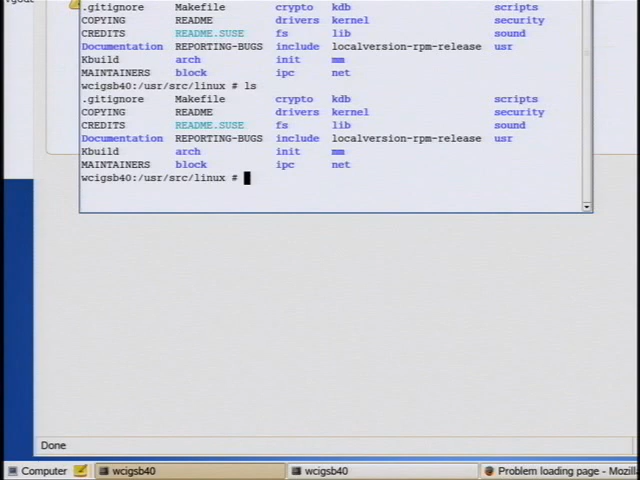 .gitignore Makefile crypto kdb scripts
COPYING README drivers kernel security
CREDITS README.SUSE fs lib sound
Documentation REPORTING-BUGS include localversion-rpm-release usr
Kbuild arch init mm
MAINTAINERS block ipc net
wcigsb40:/usr/src/linux # ls
.gitignore Makefile crypto kdb scripts
COPYING README drivers kernel security
CREDITS README.SUSE fs lib sound
Documentation REPORTING-BUGS include localversion-rpm-release usr
Kbuild arch init mm
MAINTAINERS block ipc net
wcigsb40:/usr/src/linux #
Done
Computer wcigsb40 wcigsb40 Problem loading page - Mozill